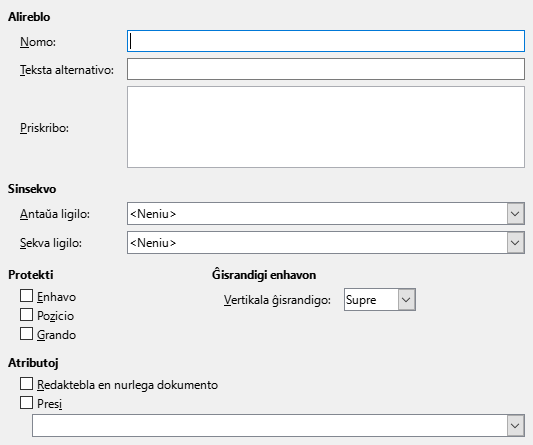 Alireblo
Nomo:
Teksta alternativo:
Priskribo:
Sinsekvo
Antaŭa ligilo: <Neniu>
Sekva ligilo: <Neniu>
Protekti Ĝisrandigi enhavon
Enhavo Vertikala ĝisrandigo: Supre
Pozicio
Grando
Atributoj
Redaktebla en nurlega dokumento
Presi